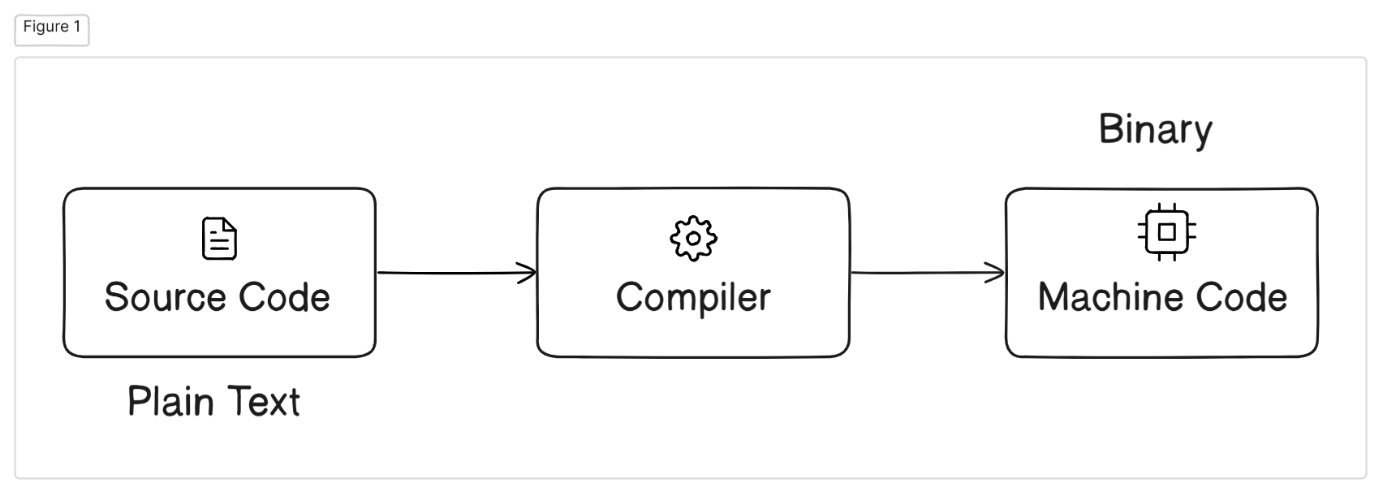 Figure 1
Binary
Source Code
Compiler
Machine Code
Plain Text